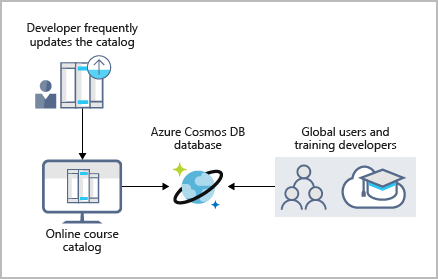 Developer frequently
updates the catalog
Azure Cosmos DB
database
Global users and
training developers
Online course
catalog